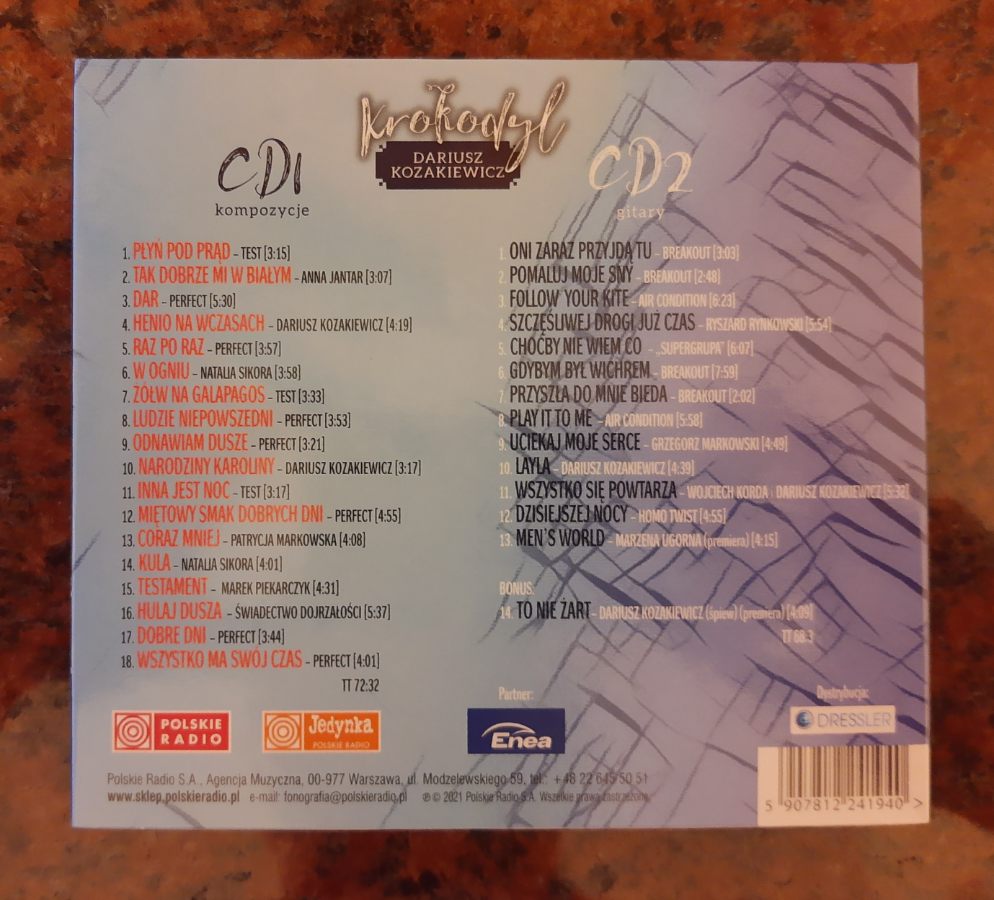 Krokodyl
DARIUSZ
KOZAKIEWICZ
CD1
kompozycje
1. PŁYŃ POD PRĄD – TEST [3:15]
2. TAK DOBRZE MI W BIAŁYM – ANNA JANTAR [3:07]
3. DAR – PERFECT [5:30]
4. HENIO NA WCZASACH – DARIUSZ KOZAKIEWICZ [4:19]
5. RAZ PO RAZ – PERFECT [3:57]
6. W OGNIU – NATALIA SIKORA [3:58]
7. ŻÓŁW NA GALAPAGOS – TEST [3:33]
8. LUDZIE NIEPOWSZEDNI – PERFECT [3:53]
9. ODNAWIAM DUSZE – PERFECT [3:21]
10. NARODZINY KAROLINY – DARIUSZ KOZAKIEWICZ [3:17]
11. INNA JEST NOC – TEST [3:17]
12. MIĘTOWY SMAK DOBRYCH DNI – PERFECT [4:55]
13. CORAZ MNIEJ – PATRYCJA MARKOWSKA [4:08]
14. KULA – NATALIA SIKORA [4:01]
15. TESTAMENT – MAREK PIEKARCZYK [4:31]
16. HULAJ DUSZA – ŚWIADECTWO DOJRZAŁOŚCI [5:37]
17. DOBRE DNI – PERFECT [3:44]
18. WSZYSTKO MA SWÓJ CZAS – PERFECT [4:01]
TT 72:32
CD2
gitary
1. ONI ZARAZ PRZYJDĄ TU – BREAKOUT [3:03]
2. POMALUJ MOJE SNY – BREAKOUT [2:48]
3. FOLLOW YOUR KITE – AIR CONDITION [6:23]
4. SZCZĘŚLIWEJ DROGI JUŻ CZAS – RYSZARD RYNKOWSKI [5:54]
5. CHOĆBY NIE WIEM CO – „SUPERGRUPA" [6:07]
6. GDYBYM BYŁ WICHREM – BREAKOUT [7:59]
7. PRZYSZŁA DO MNIE BIEDA – BREAKOUT [2:02]
8. PLAY IT TO ME – AIR CONDITION [5:58]
9. UCIEKAJ MOJE SERCE – GRZEGORZ MARKOWSKI [4:49]
10. LAYLA – DARIUSZ KOZAKIEWICZ [4:39]
11. WSZYSTKO SIĘ POWTARZA – WOJCIECH KORDA i DARIUSZ KOZAKIEWICZ [5:32]
12. DZISIEJSZEJ NOCY – HOMO TWIST [4:55]
13. MEN`S WORLD – MARZENA UGORNA (premiera) [4:15]
BONUS:
14. TO NIE ŻART – DARIUSZ KOZAKIEWICZ (śpiew) (premiera) [4:09]
TT 68:3
POLSKIE
RADIO
Jedynka
POLSKIE RADIO
Partner:
Enea
Dystrybucja:
DRESSLER
Polskie Radio S.A., Agencja Muzyczna, 00-977 Warszawa, ul. Modzelewskiego 59, tel.: +48 22 645 50 51
www.sklep.polskieradio.pl e-mail: fonografia@polskieradio.pl ℗ © 2021 Polskie Radio S.A. Wszelkie prawa zastrzeżone.
5 907812 241940 >